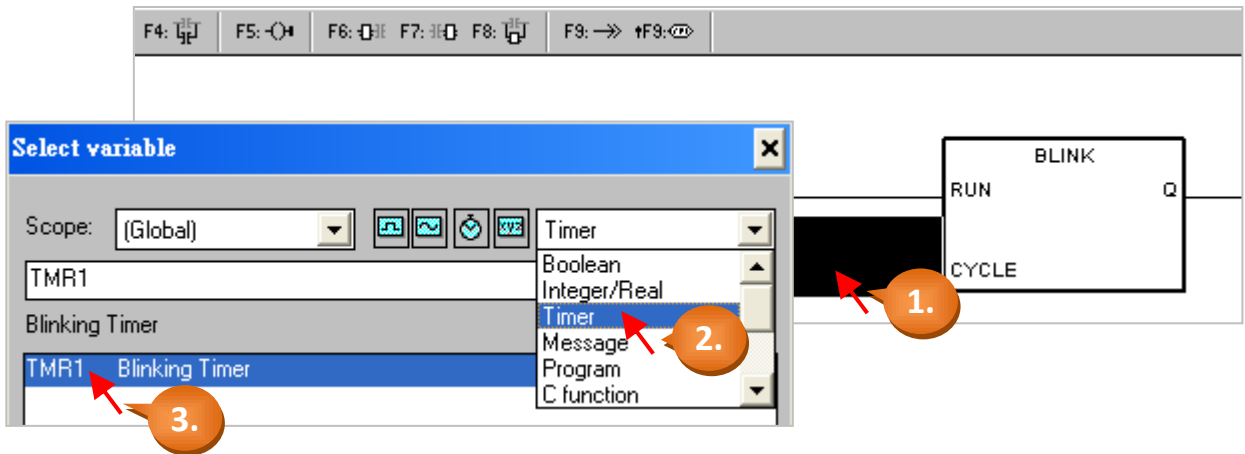 F4: F5: F6: F7: F8: F9: F9:
Select variable
BLINK
RUN Q
CYCLE
Scope: (Global) xyz Timer
TMR1
Blinking Timer
TMR1 Blinking Timer
Boolean
Integer/Real
Timer
Message
Program
C function
1.
2.
3.